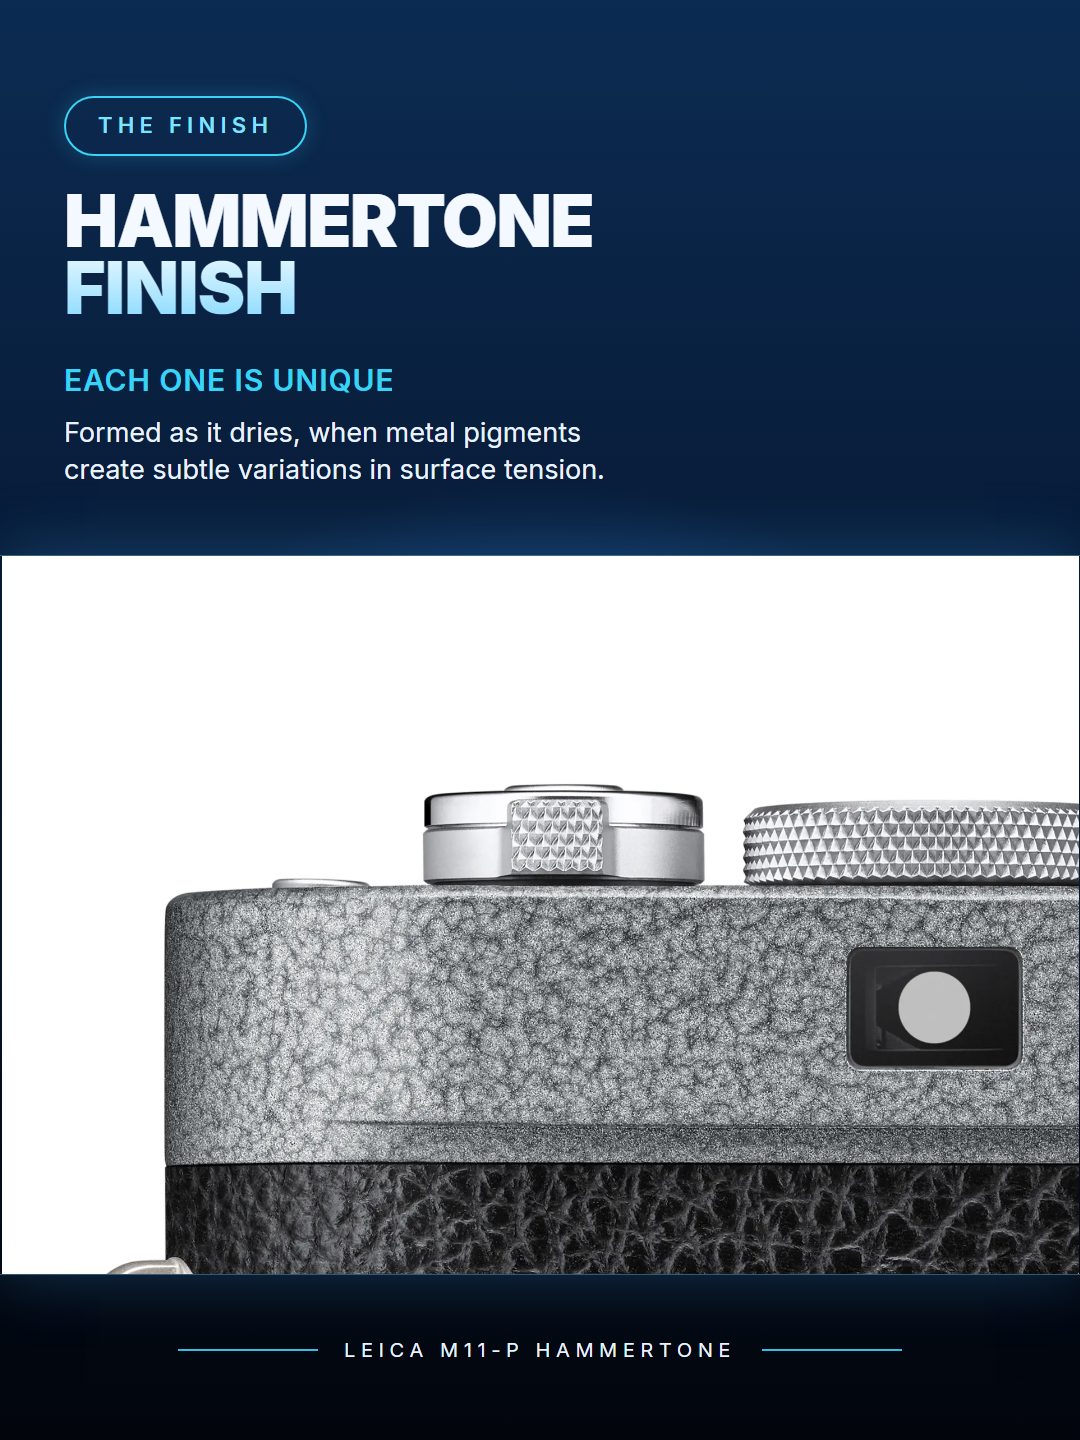 THE FINISH
HAMMERTONE
FINISH
EACH ONE IS UNIQUE
Formed as it dries, when metal pigments
create subtle variations in surface tension.
LEICA M11-P HAMMERTONE